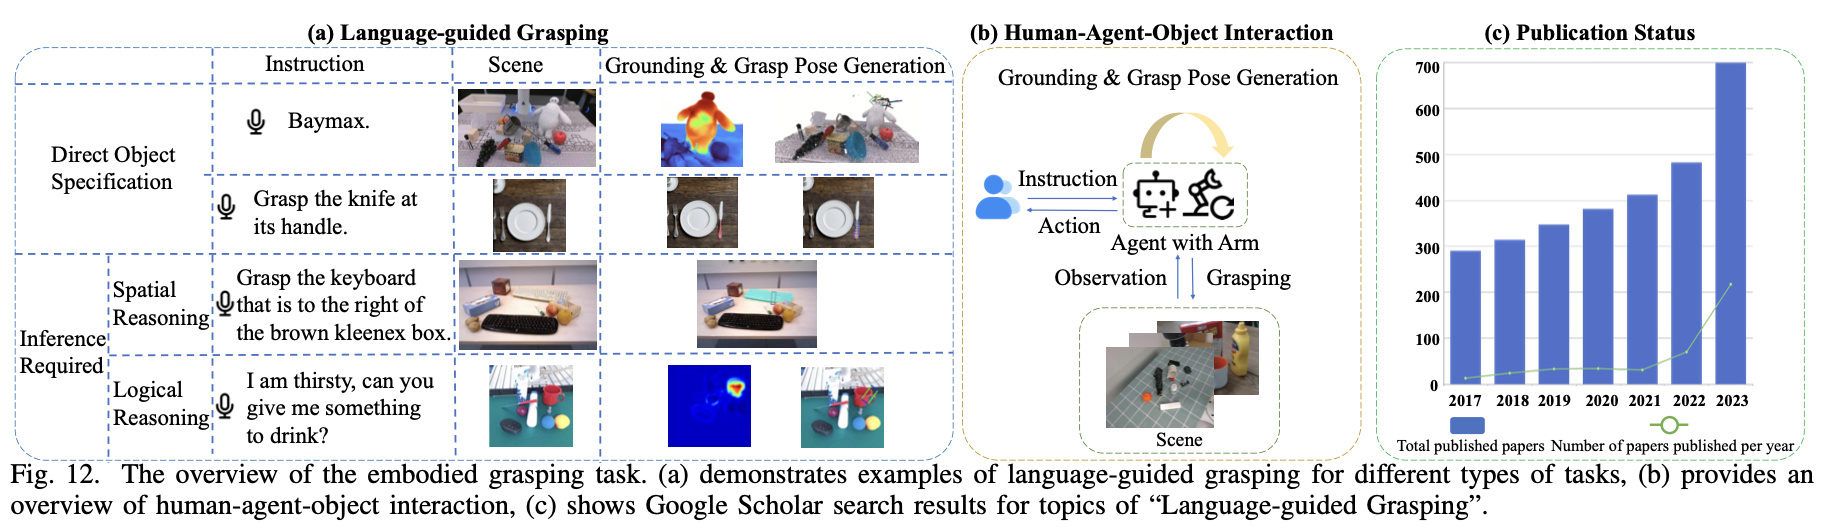 (a) Language-guided Grasping
Instruction
Scene
Grounding & Grasp Pose Generation
Direct Object
Specification
Baymax.
Grasp the knife at
its handle.
Inference
Required
Spatial
Reasoning
Grasp the keyboard
that is to the right of
the brown kleenex box.
Logical
Reasoning
I am thirsty, can you
give me something
to drink?
(b) Human-Agent-Object Interaction
Grounding & Grasp Pose Generation
Instruction
Action
Agent with Arm
Observation
Grasping
Scene
(c) Publication Status
700
600
500
400
300
200
100
0
2017 2018 2019 2020 2021 2022 2023
Total published papers Number of papers published per year
Fig. 12. The overview of the embodied grasping task. (a) demonstrates examples of language-guided grasping for different types of tasks, (b) provides an
overview of human-agent-object interaction, (c) shows Google Scholar search results for topics of “Language-guided Grasping”.